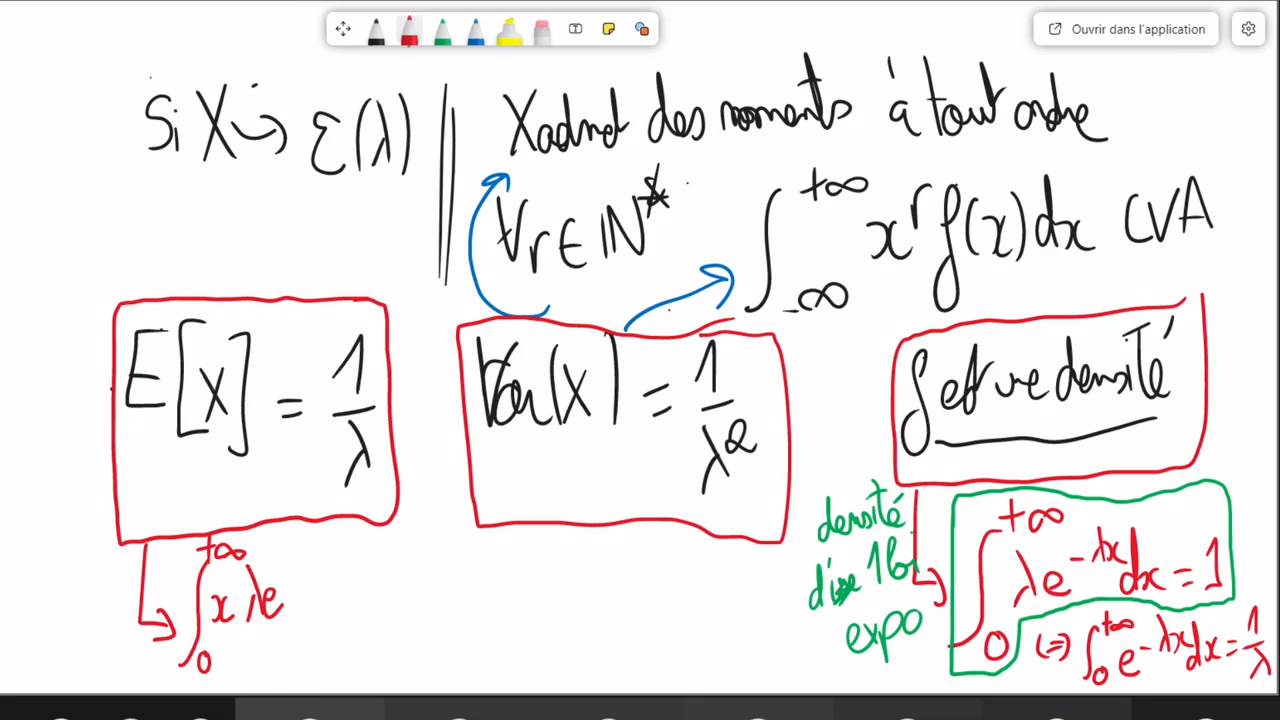 Ouvrir dans l'application
Si X ↪ ε(λ) || X admet des moments à tout ordre
∀r ∈ ℕ* ∫_{-∞}^{+∞} x^r f(x) dx CVA
E[X] = 1/λ
Var(X) = 1/λ²
f est une densité
densité
d'une loi
expo
∫_0^{+∞} λe^{-λx} dx = 1
(=) ∫_0^{+∞} e^{-λx} dx = 1/λ
∫_0^{+∞} x λe